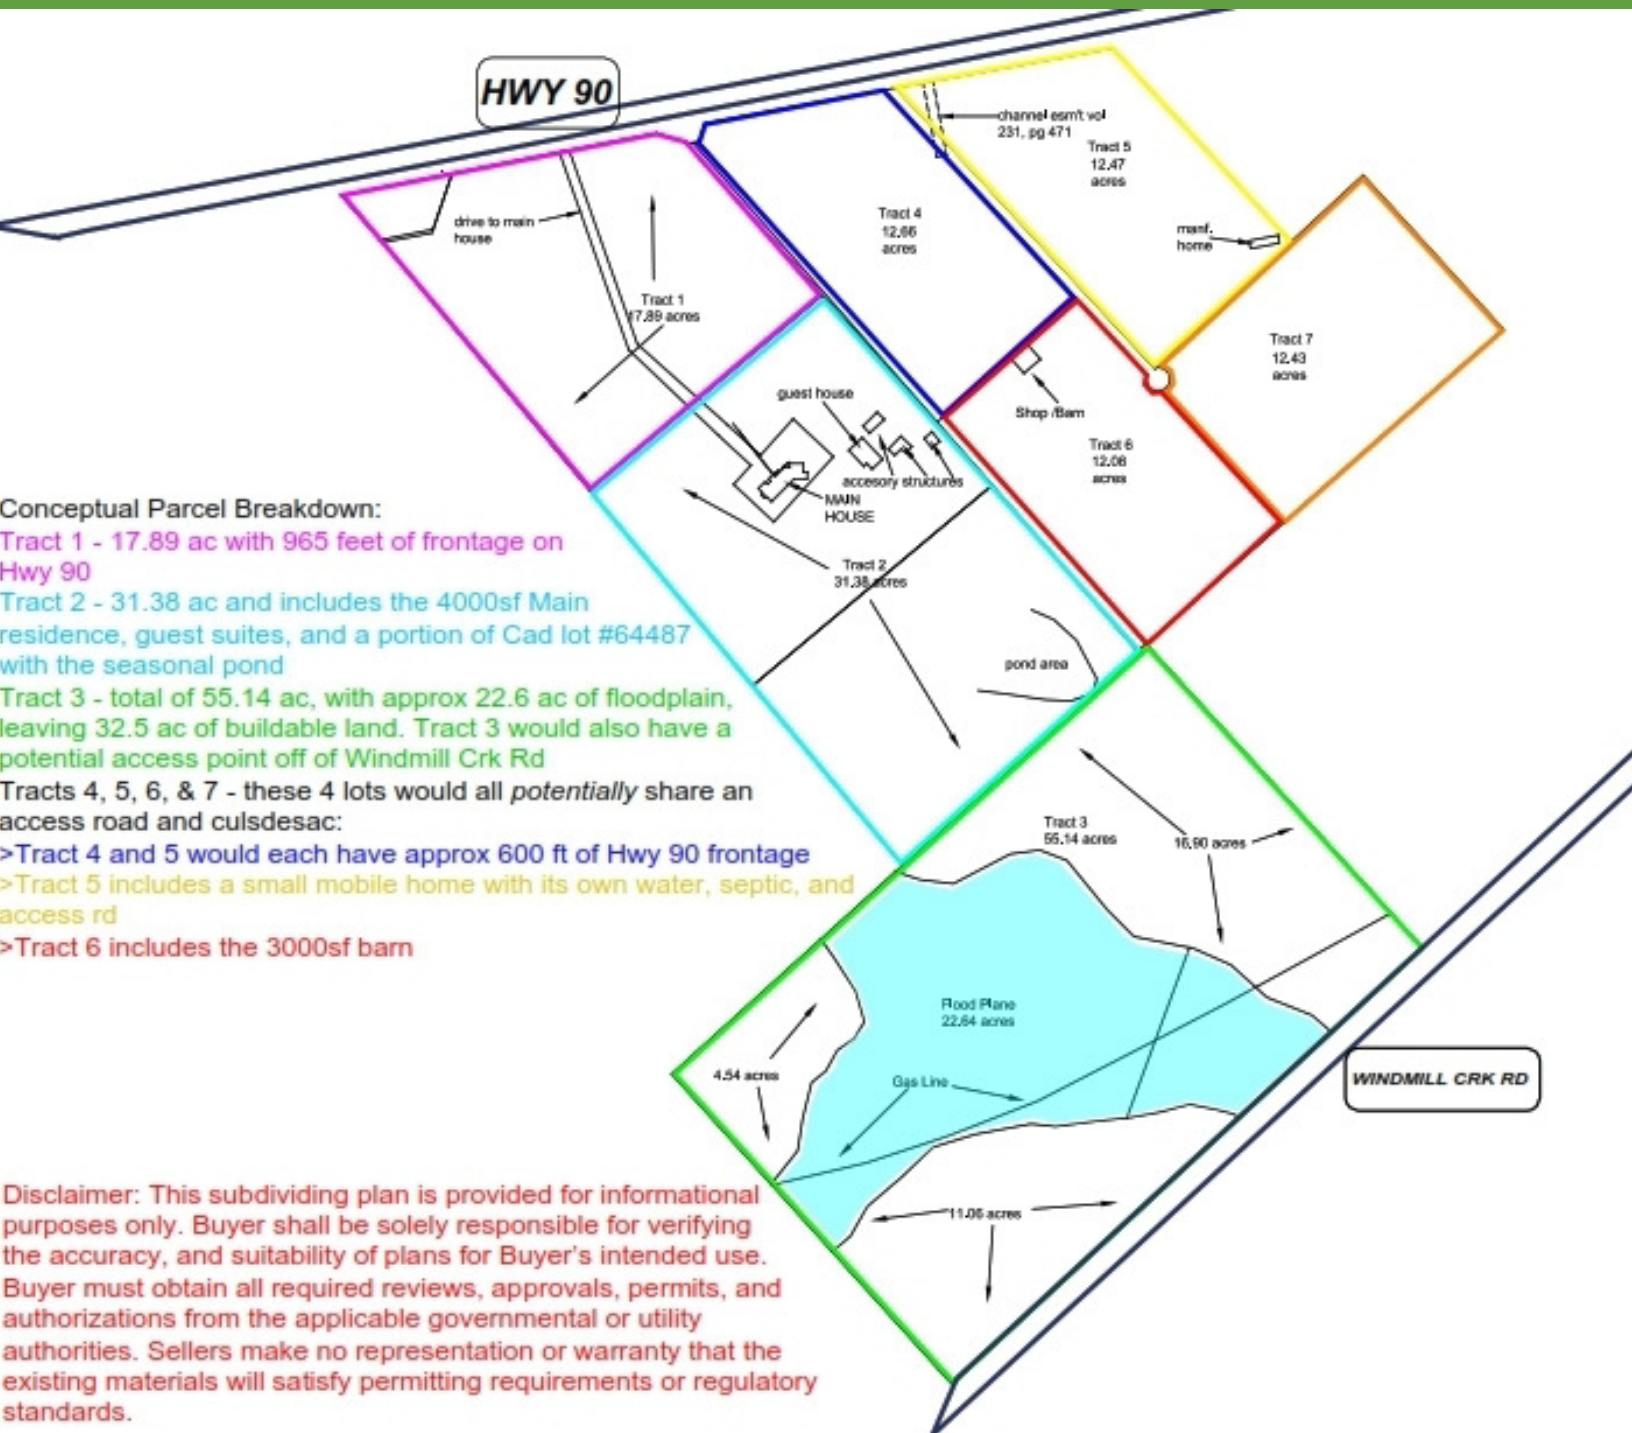 HWY 90
channel esm't vol
231, pg 471
Tract 5
12.47
acres
Tract 4
12.66
acres
drive to main
house
manf.
home
Tract 1
17.89 acres
Tract 7
12.43
acres
guest house
Shop /Barn
Tract 6
12.08
acres
accesory structures
MAIN
HOUSE
Tract 2
31.38 acres
pond area
Conceptual Parcel Breakdown:
Tract 1 - 17.89 ac with 965 feet of frontage on
Hwy 90
Tract 2 - 31.38 ac and includes the 4000sf Main
residence, guest suites, and a portion of Cad lot #64487
with the seasonal pond
Tract 3 - total of 55.14 ac, with approx 22.6 ac of floodplain,
leaving 32.5 ac of buildable land. Tract 3 would also have a
potential access point off of Windmill Crk Rd
Tracts 4, 5, 6, & 7 - these 4 lots would all potentially share an
access road and culsdesac:
>Tract 4 and 5 would each have approx 600 ft of Hwy 90 frontage
>Tract 5 includes a small mobile home with its own water, septic, and
access rd
>Tract 6 includes the 3000sf barn
Tract 3
55.14 acres
16.90 acres
Flood Plane
22.64 acres
4.54 acres
Gas Line
WINDMILL CRK RD
11.06 acres
Disclaimer: This subdividing plan is provided for informational
purposes only. Buyer shall be solely responsible for verifying
the accuracy, and suitability of plans for Buyer's intended use.
Buyer must obtain all required reviews, approvals, permits, and
authorizations from the applicable governmental or utility
authorities. Sellers make no representation or warranty that the
existing materials will satisfy permitting requirements or regulatory
standards.